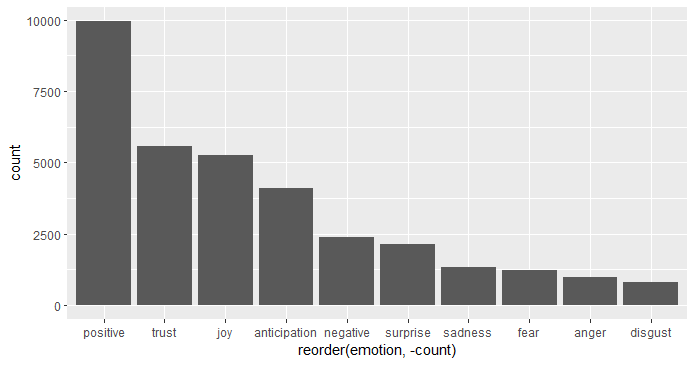 10000
7500
5000
2500
0
count
positive trust joy anticipation negative surprise sadness fear anger disgust
reorder(emotion, -count)